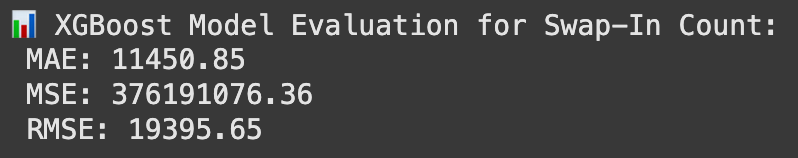 📊 XGBoost Model Evaluation for Swap-In Count:
MAE: 11450.85
MSE: 376191076.36
RMSE: 19395.65